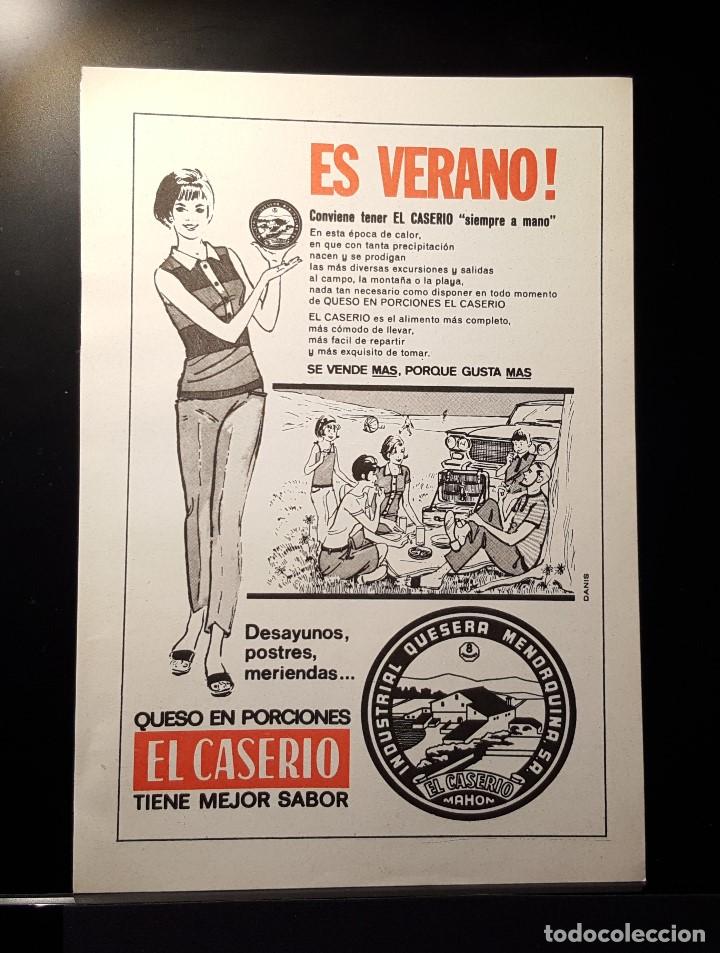 ES VERANO!
Conviene tener EL CASERIO "siempre a mano"
En esta época de calor,
en que con tanta precipitación
nacen y se prodigan
las más diversas excursiones y salidas
al campo, la montaña o la playa,
nada tan necesario como disponer en todo momento
de QUESO EN PORCIONES EL CASERIO
EL CASERIO es el alimento más completo,
más cómodo de llevar,
más facil de repartir
y más exquisito de tomar.
SE VENDE MAS, PORQUE GUSTA MAS
DANIS
Desayunos,
postres,
meriendas...
QUESO EN PORCIONES
EL CASERIO
TIENE MEJOR SABOR
INDUSTRIAL QUESERA MENORQUINA S.A.
8
EL CASERIO
MAHON
todocoleccion